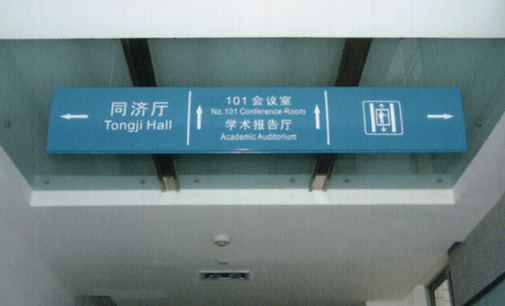 同济厅
Tongji Hall
101 会议室
No.101 Conference Room
学术报告厅
Academic Auditorium